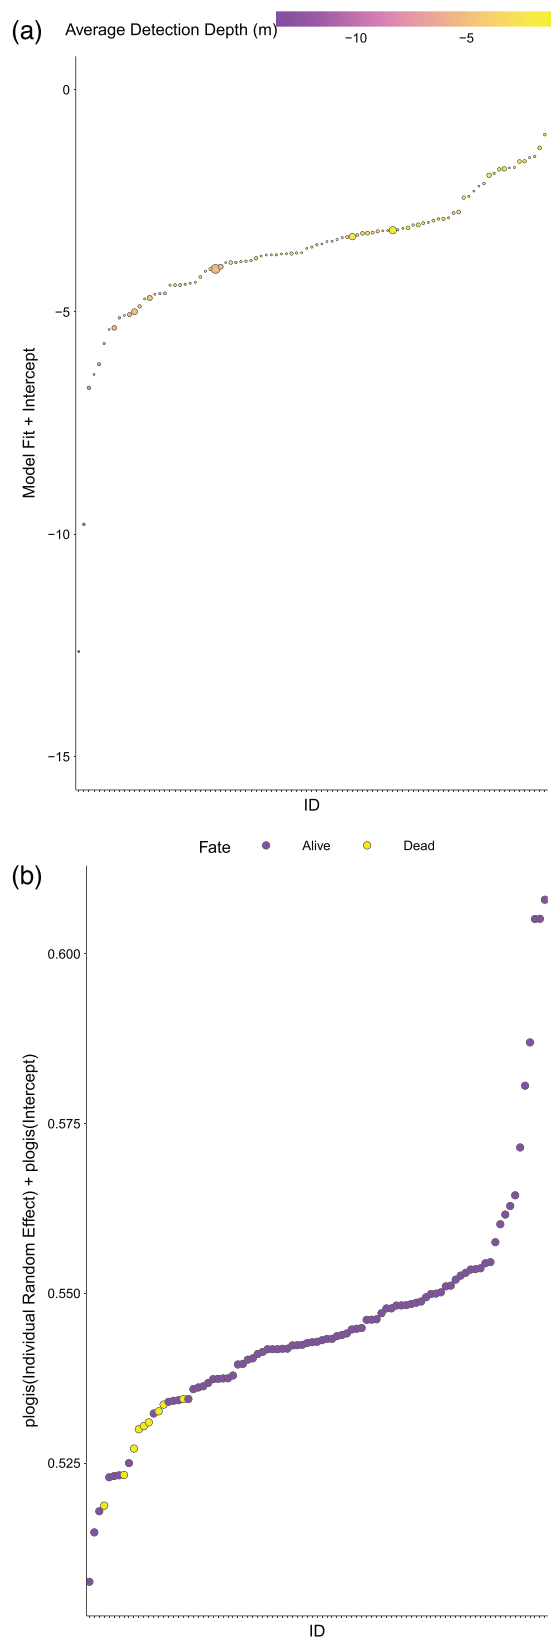 (a)
Average Detection Depth (m)
−10
−5
0
−5
−10
−15
Model Fit + Intercept
ID
Fate
Alive
Dead
(b)
0.600
0.575
0.550
0.525
plogis(Individual Random Effect) + plogis(Intercept)
ID